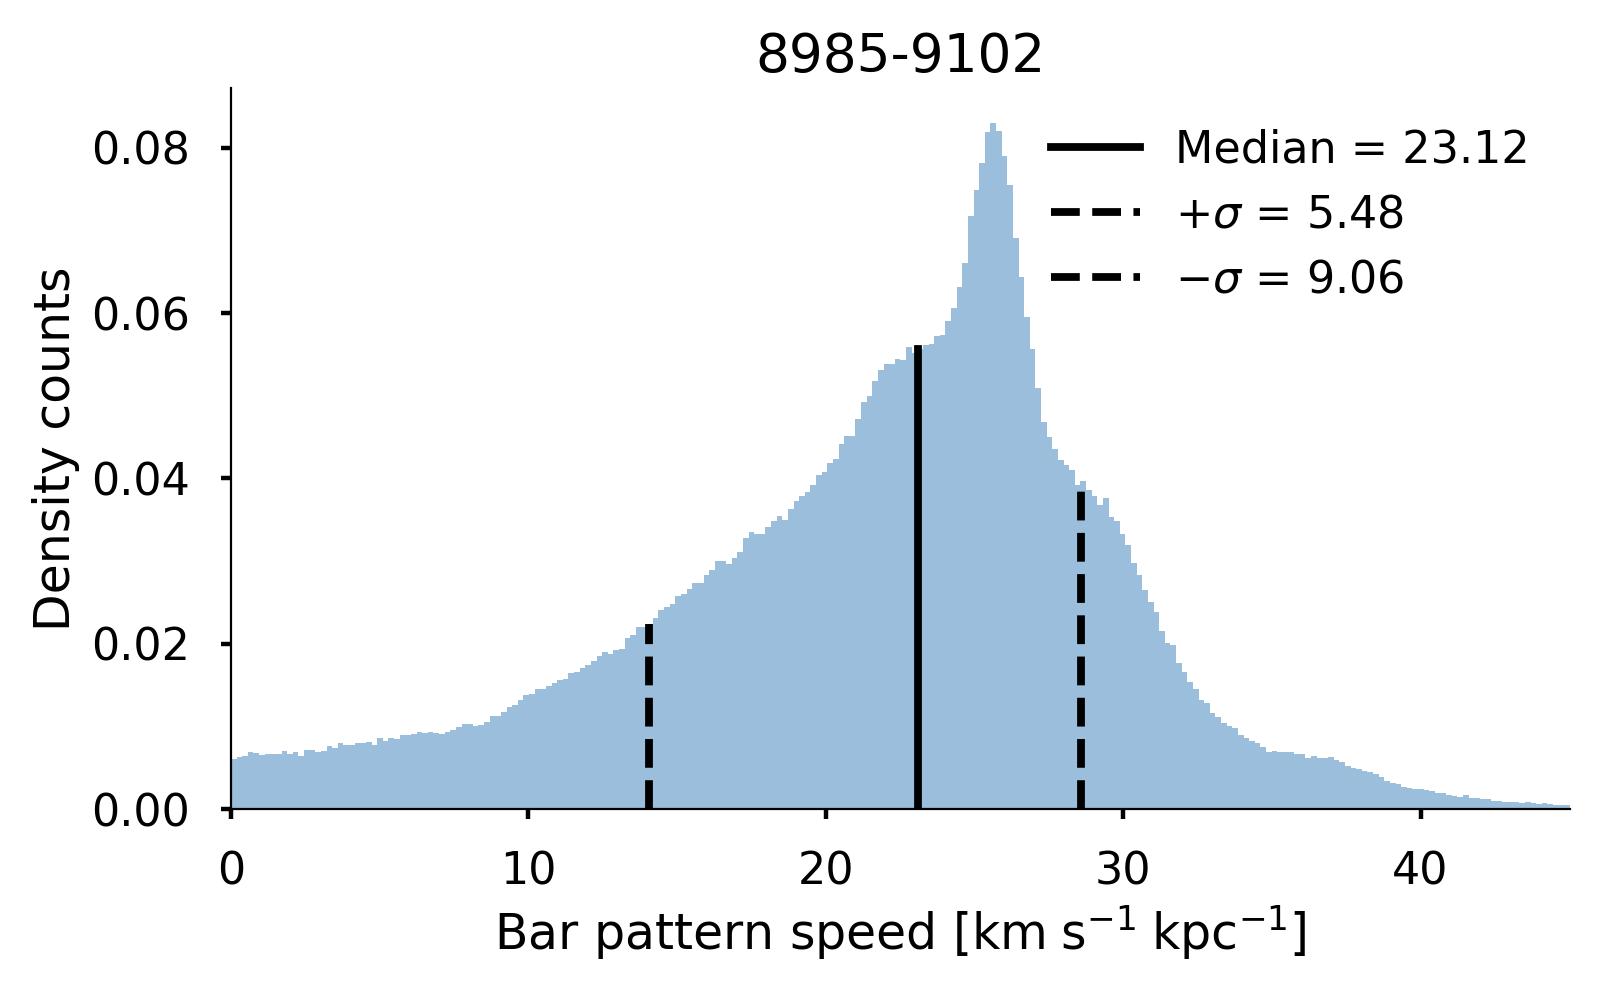 8985-9102
Median = 23.12
+σ = 5.48
−σ = 9.06
Density counts
0.08
0.06
0.04
0.02
0.00
0 10 20 30 40
Bar pattern speed [km s⁻¹ kpc⁻¹]